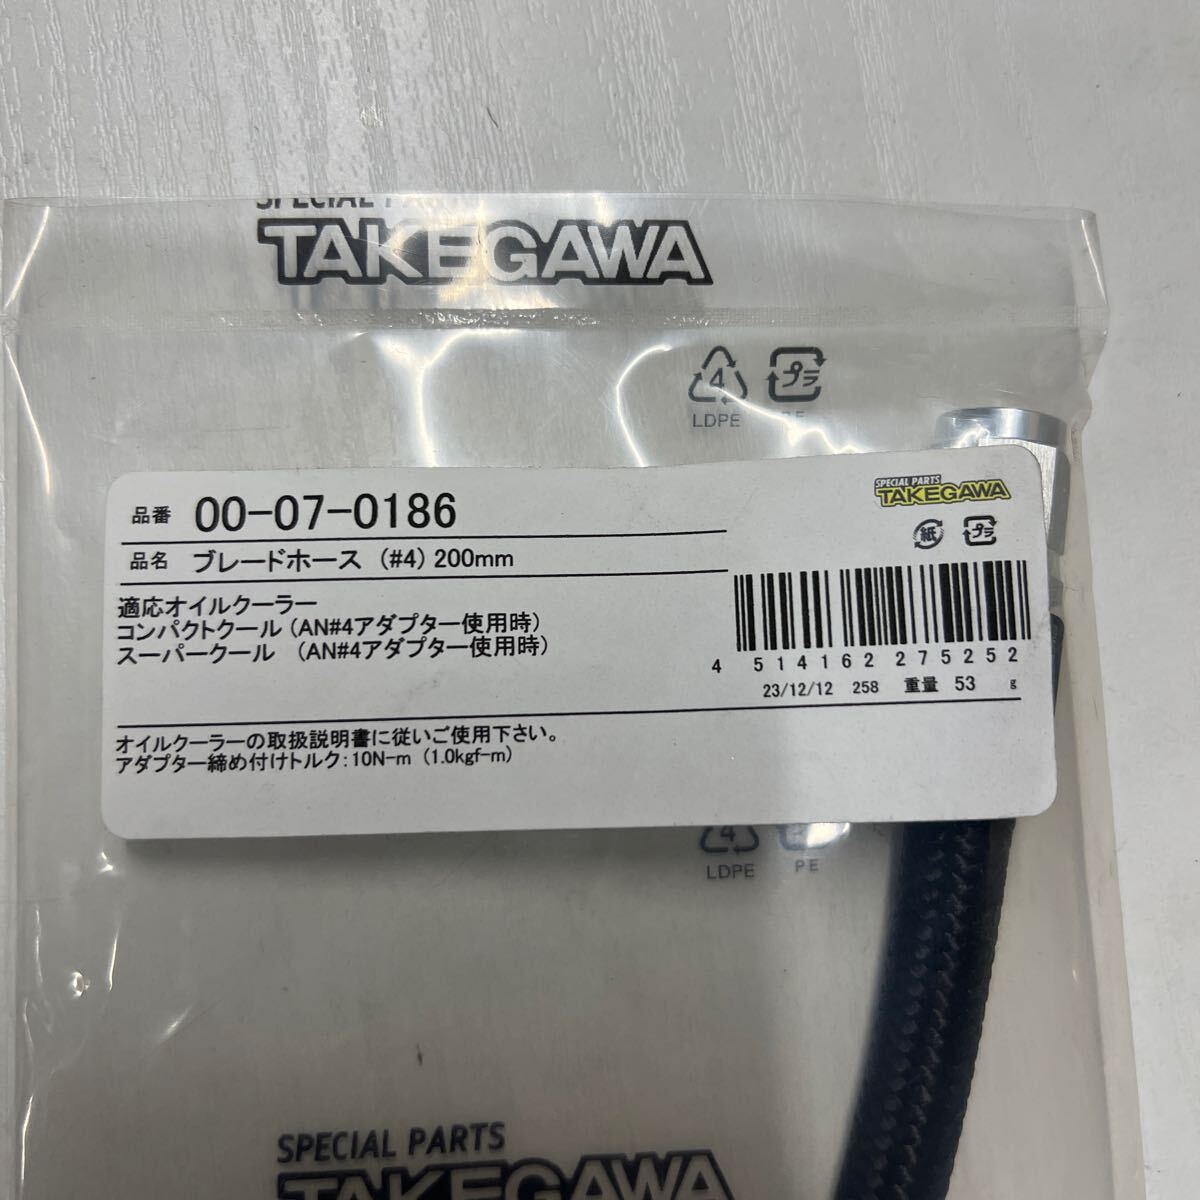 SPECIAL PARTS
TAKEGAWA
4
プラ
LDPE
PE
品番 00-07-0186
SPECIAL PARTS
TAKEGAWA
紙
プラ
品名 ブレードホース (#4) 200mm
適応オイルクーラー
コンパクトクール (AN#4アダプター使用時)
スーパークール (AN#4アダプター使用時)
4 514162 275252
23/12/12 258 重量 53 g
オイルクーラーの取扱説明書に従いご使用下さい。
アダプター締め付けトルク:10N-m (1.0kgf-m)
4
LDPE
PE
SPECIAL PARTS
TAKEGAWA